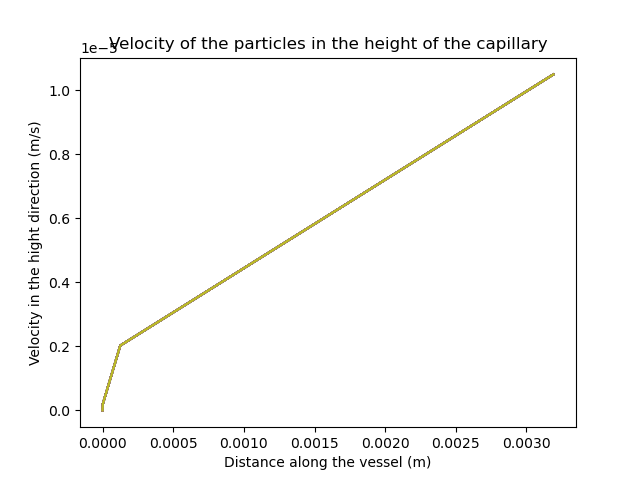 Velocity of the particles in the height of the capillary
1e−5
1.0
0.8
0.6
0.4
0.2
0.0
Velocity in the hight direction (m/s)
0.0000 0.0005 0.0010 0.0015 0.0020 0.0025 0.0030
Distance along the vessel (m)